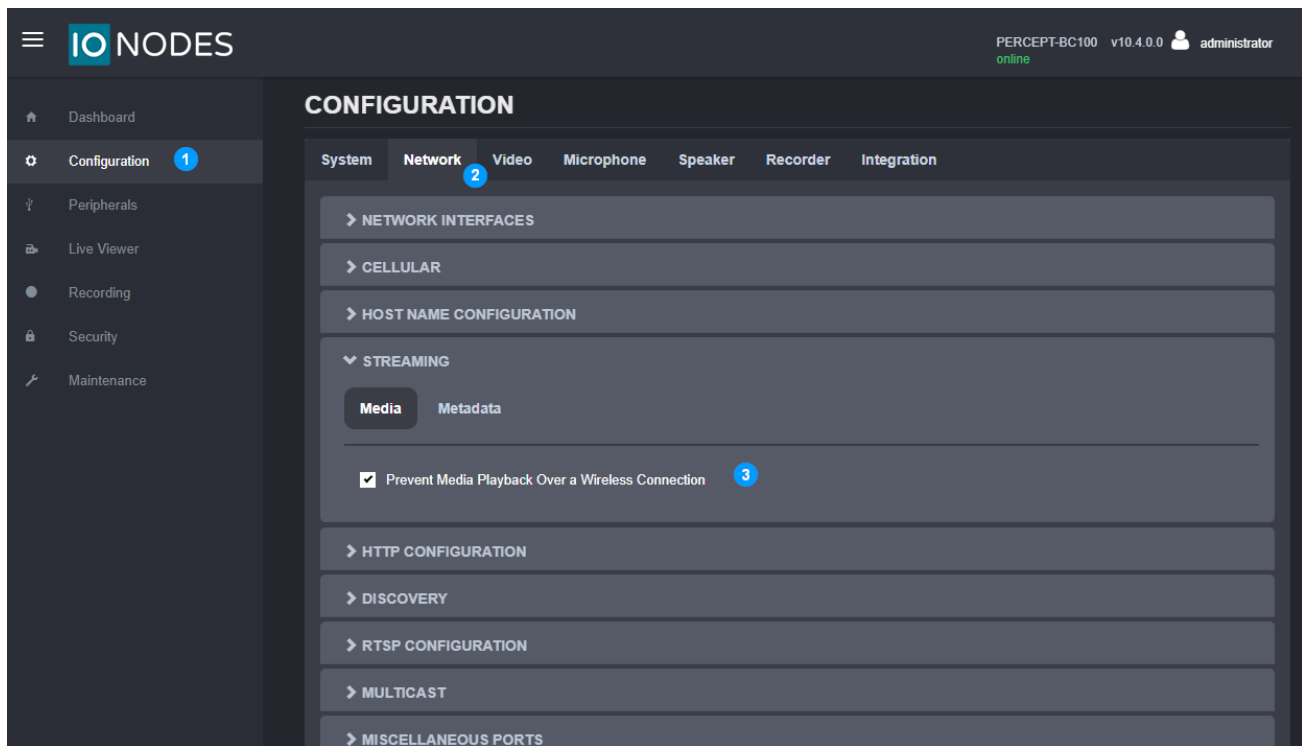 IO NODES
PERCEPT-BC100 v10.4.0.0 administrator
online
Dashboard
Configuration 1
Peripherals
Live Viewer
Recording
Security
Maintenance
CONFIGURATION
System Network Video Microphone Speaker Recorder Integration
2
NETWORK INTERFACES
CELLULAR
HOST NAME CONFIGURATION
STREAMING
Media Metadata
Prevent Media Playback Over a Wireless Connection 3
HTTP CONFIGURATION
DISCOVERY
RTSP CONFIGURATION
MULTICAST
MISCELLANEOUS PORTS